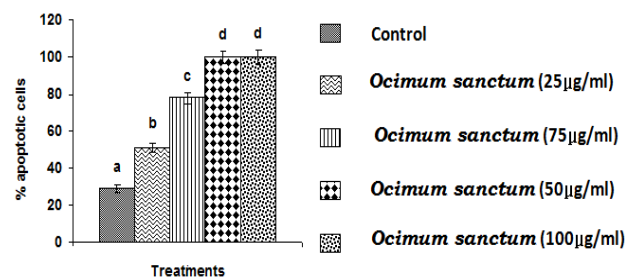 120
100
80
60
40
20
0
% apoptotic cells
a
b
c
d
d
Treatments
Control
Ocimum sanctum (25µg/ml)
Ocimum sanctum (75µg/ml)
Ocimum sanctum (50µg/ml)
Ocimum sanctum (100µg/ml)